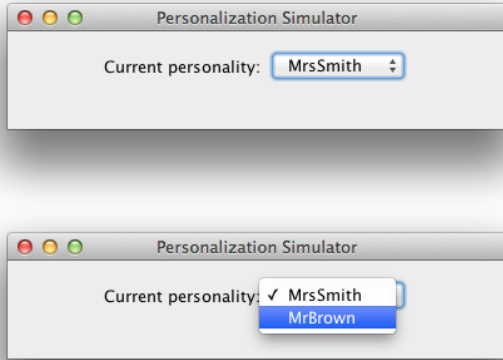 Personalization Simulator
Current personality: MrsSmith
Personalization Simulator
Current personality: ✓ MrsSmith
MrBrown